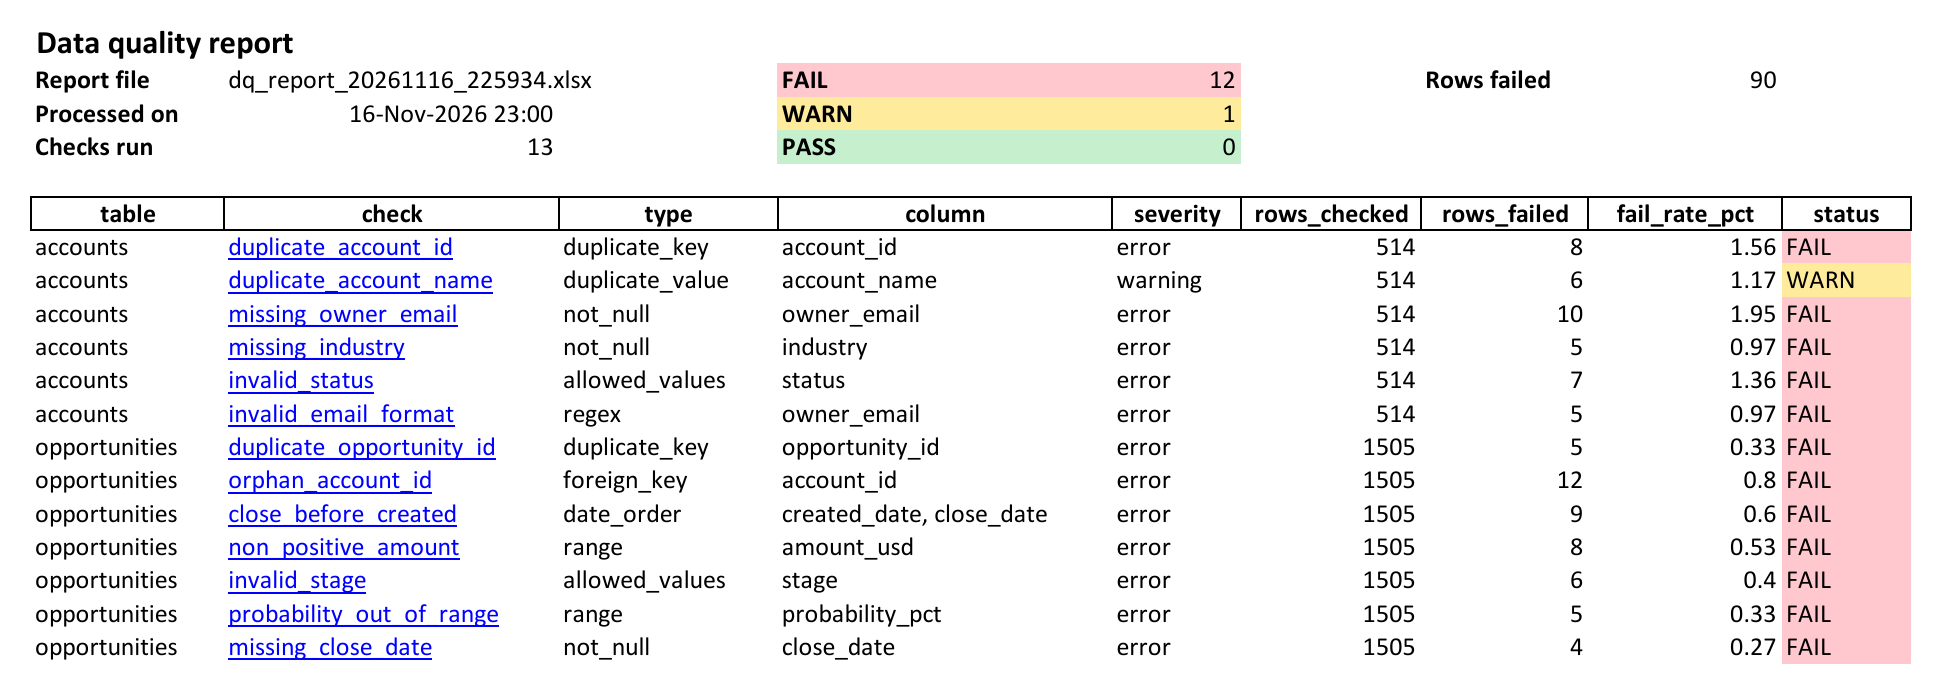 Data quality report
Report file dq_report_20261116_225934.xlsx FAIL 12 Rows failed 90
Processed on 16-Nov-2026 23:00 WARN 1
Checks run 13 PASS 0
table check type column severity rows_checked rows_failed fail_rate_pct status
accounts duplicate_account_id duplicate_key account_id error 514 8 1.56 FAIL
accounts duplicate_account_name duplicate_value account_name warning 514 6 1.17 WARN
accounts missing_owner_email not_null owner_email error 514 10 1.95 FAIL
accounts missing_industry not_null industry error 514 5 0.97 FAIL
accounts invalid_status allowed_values status error 514 7 1.36 FAIL
accounts invalid_email_format regex owner_email error 514 5 0.97 FAIL
opportunities duplicate_opportunity_id duplicate_key opportunity_id error 1505 5 0.33 FAIL
opportunities orphan_account_id foreign_key account_id error 1505 12 0.8 FAIL
opportunities close_before_created date_order created_date, close_date error 1505 9 0.6 FAIL
opportunities non_positive_amount range amount_usd error 1505 8 0.53 FAIL
opportunities invalid_stage allowed_values stage error 1505 6 0.4 FAIL
opportunities probability_out_of_range range probability_pct error 1505 5 0.33 FAIL
opportunities missing_close_date not_null close_date error 1505 4 0.27 FAIL